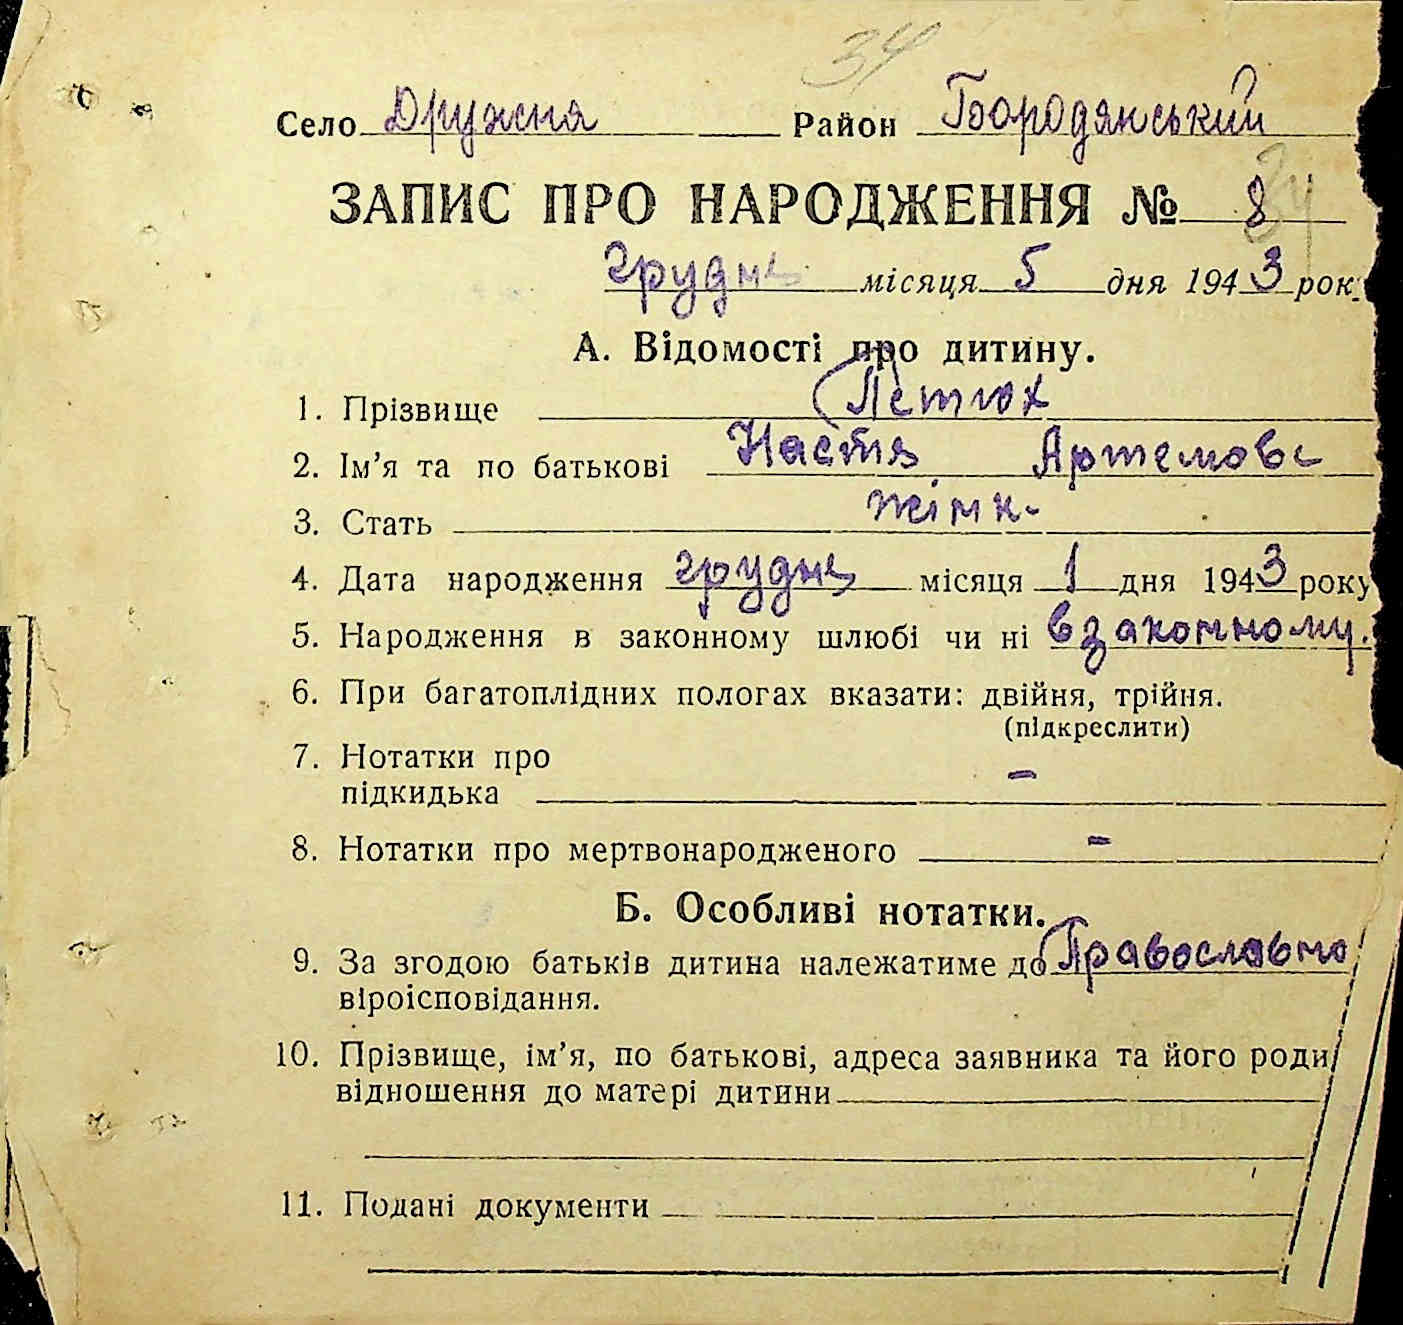 34
Село Дружня Район Бородянський
ЗАПИС ПРО НАРОДЖЕННЯ № 8 34
грудня місяця 5 дня 1943 рок
А. Відомості про дитину.
1. Прізвище Петюх
2. Ім’я та по батькові Настя Артемовс
3. Стать жінк.
4. Дата народження грудня місяця 1 дня 1943 року
5. Народження в законному шлюбі чи ні в законному.
6. При багатоплідних пологах вказати: двійня, трійня.
(підкреслити)
7. Нотатки про
підкидька -
8. Нотатки про мертвонародженого -
Б. Особливі нотатки.
9. За згодою батьків дитина належатиме до Православно
віроісповідання.
10. Прізвище, ім’я, по батькові, адреса заявника та його роди
відношення до матері дитини
11. Подані документи